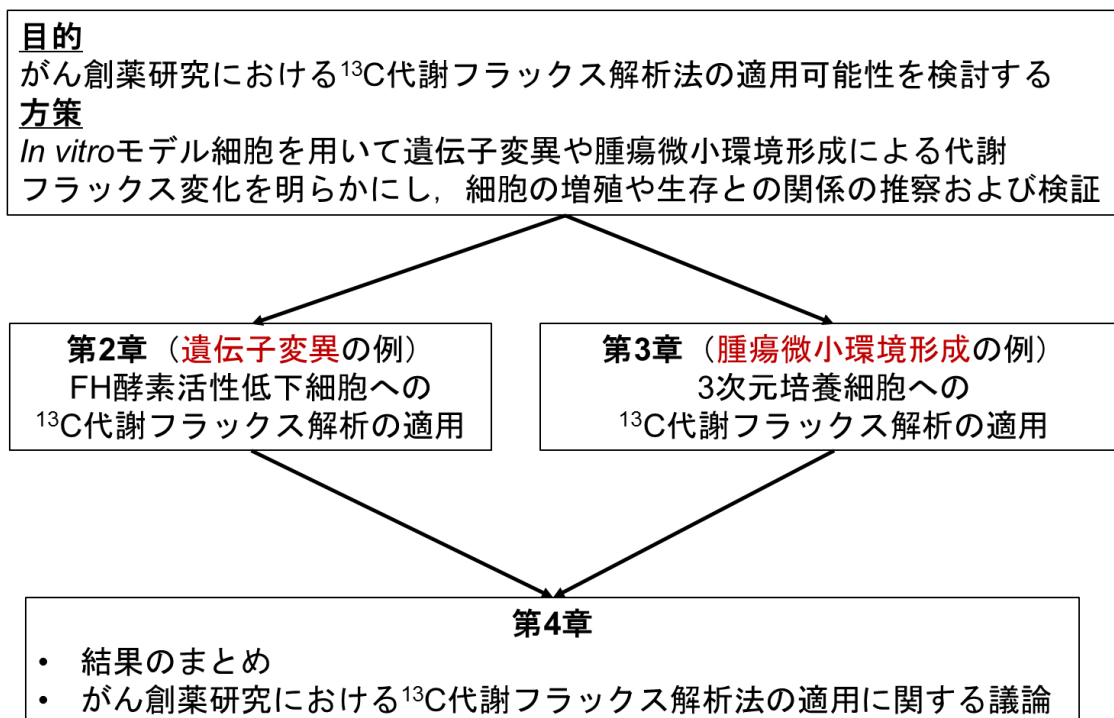 目的
がん創薬研究における¹³C代謝フラックス解析法の適用可能性を検討する
方策
In vitroモデル細胞を用いて遺伝子変異や腫瘍微小環境形成による代謝
フラックス変化を明らかにし，細胞の増殖や生存との関係の推察および検証
第2章（遺伝子変異の例）
FH酵素活性低下細胞への
¹³C代謝フラックス解析の適用
第3章（腫瘍微小環境形成の例）
3次元培養細胞への
¹³C代謝フラックス解析の適用
第4章
• 結果のまとめ
• がん創薬研究における¹³C代謝フラックス解析法の適用に関する議論